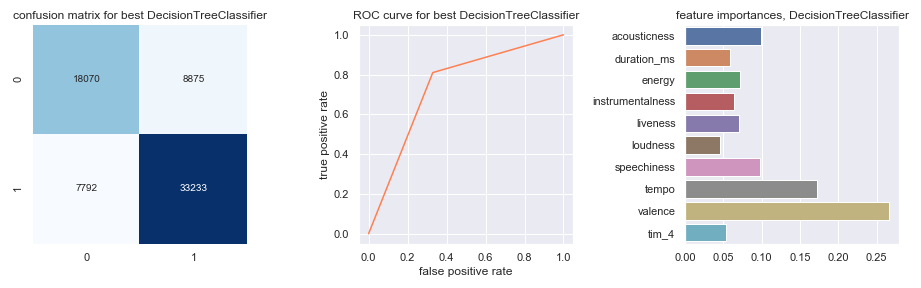 confusion matrix for best DecisionTreeClassifier
0
18070
8875
1
7792
33233
0
1
ROC curve for best DecisionTreeClassifier
true positive rate
1.0
0.8
0.6
0.4
0.2
0.0
0.0 0.2 0.4 0.6 0.8 1.0
false positive rate
feature importances, DecisionTreeClassifier
acousticness
duration_ms
energy
instrumentalness
liveness
loudness
speechiness
tempo
valence
tim_4
0.00 0.05 0.10 0.15 0.20 0.25